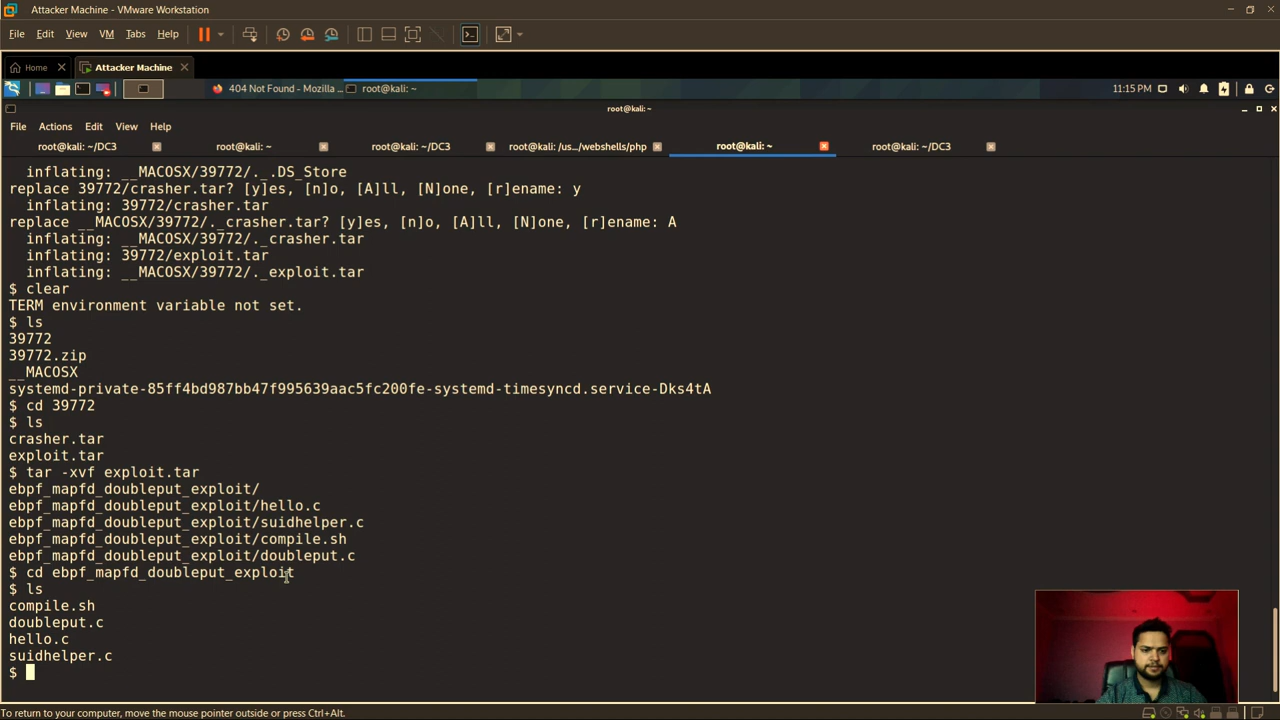 Attacker Machine - VMware Workstation
File Edit View VM Tabs Help
Home Attacker Machine
404 Not Found - Mozilla ... root@kali: ~ 11:15 PM
root@kali: ~
File Actions Edit View Help
root@kali: ~/DC3 root@kali: ~ root@kali: ~/DC3 root@kali: /us.../webshells/php root@kali: ~ root@kali: ~/DC3
inflating: __MACOSX/39772/._.DS_Store
replace 39772/crasher.tar? [y]es, [n]o, [A]ll, [N]one, [r]ename: y
inflating: 39772/crasher.tar
replace __MACOSX/39772/._crasher.tar? [y]es, [n]o, [A]ll, [N]one, [r]ename: A
inflating: __MACOSX/39772/._crasher.tar
inflating: 39772/exploit.tar
inflating: __MACOSX/39772/._exploit.tar
$ clear
TERM environment variable not set.
$ ls
39772
39772.zip
__MACOSX
systemd-private-85ff4bd987bb47f995639aac5fc200fe-systemd-timesyncd.service-Dks4tA
$ cd 39772
$ ls
crasher.tar
exploit.tar
$ tar -xvf exploit.tar
ebpf_mapfd_doubleput_exploit/
ebpf_mapfd_doubleput_exploit/hello.c
ebpf_mapfd_doubleput_exploit/suidhelper.c
ebpf_mapfd_doubleput_exploit/compile.sh
ebpf_mapfd_doubleput_exploit/doubleput.c
$ cd ebpf_mapfd_doubleput_exploit
$ ls
compile.sh
doubleput.c
hello.c
suidhelper.c
$
To return to your computer, move the mouse pointer outside or press Ctrl+Alt.